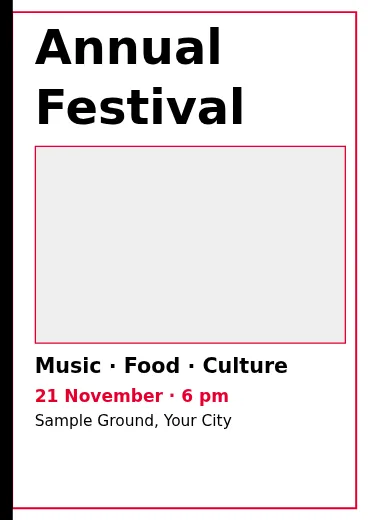 Annual
Festival
Music · Food · Culture
21 November · 6 pm
Sample Ground, Your City